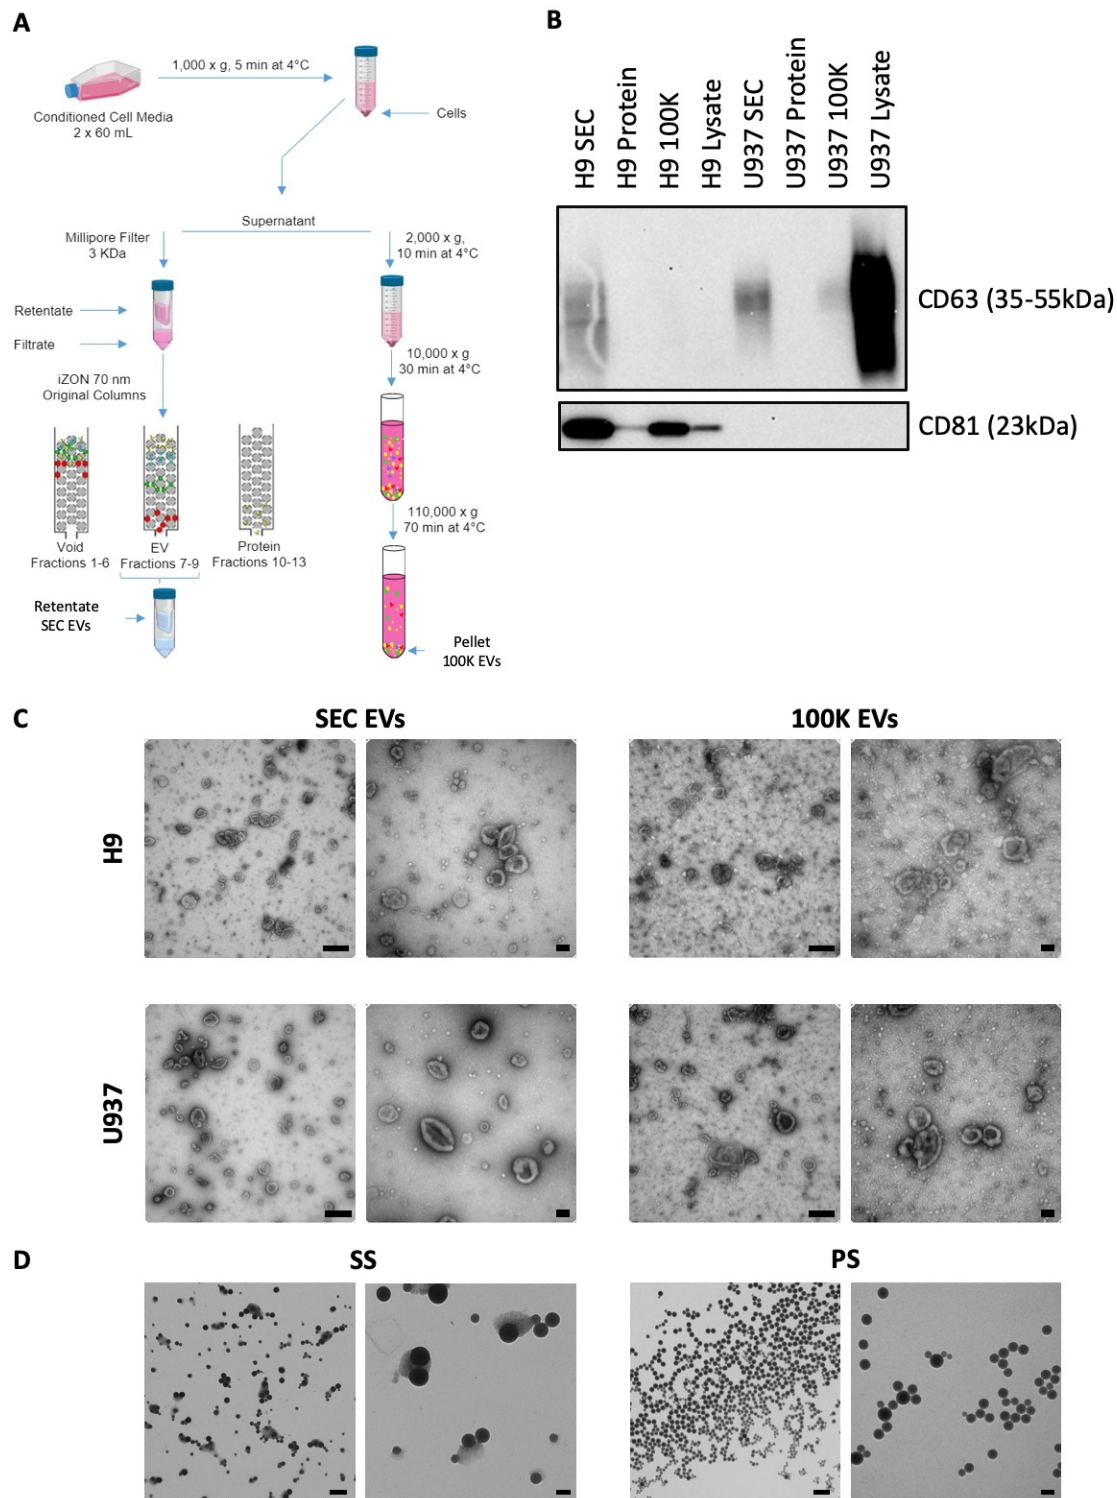 A
1,000 x g, 5 min at 4°C
Conditioned Cell Media
2 x 60 mL
Cells
Supernatant
Millipore Filter
3 KDa
2,000 x g,
10 min at 4°C
Retentate
Filtrate
10,000 x g
30 min at 4°C
iZON 70 nm
Original Columns
110,000 x g
70 min at 4°C
Void
Fractions 1-6
EV
Fractions 7-9
Protein
Fractions 10-13
Retentate
SEC EVs
Pellet
100K EVs
B
H9 SEC
H9 Protein
H9 100K
H9 Lysate
U937 SEC
U937 Protein
U937 100K
U937 Lysate
CD63 (35-55kDa)
CD81 (23kDa)
C
SEC EVs
100K EVs
H9
U937
D
SS
PS